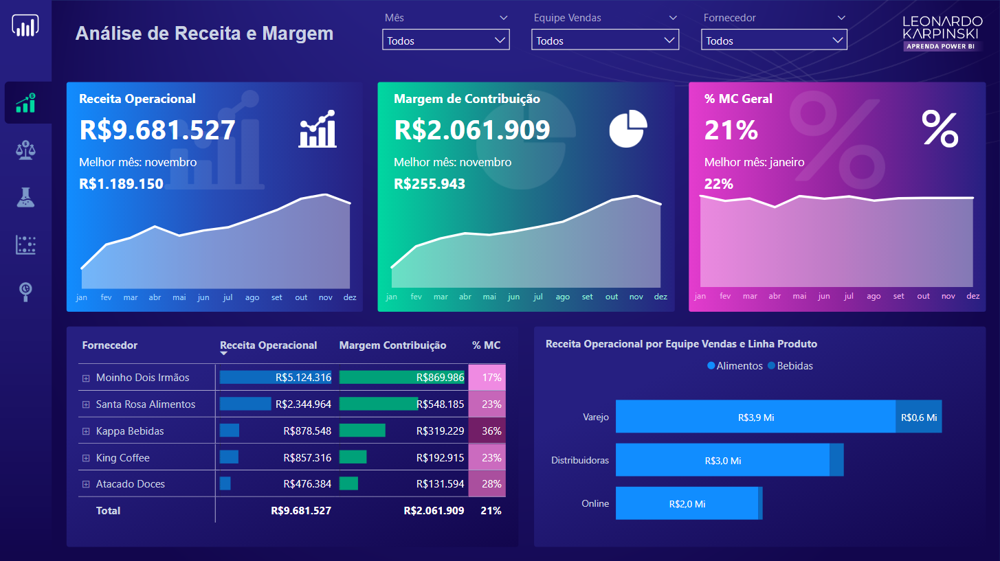 Análise de Receita e Margem
Mês
Todos
Equipe Vendas
Todos
Fornecedor
Todos
LEONARDO
KARPINSKI
APRENDA POWER BI
Receita Operacional
R$9.681.527
Melhor mês: novembro
R$1.189.150
jan fev mar abr mai jun jul ago set out nov dez
Margem de Contribuição
R$2.061.909
Melhor mês: novembro
R$255.943
jan fev mar abr mai jun jul ago set out nov dez
% MC Geral
21%
Melhor mês: janeiro
22%
jan fev mar abr mai jun jul ago set out nov dez
Fornecedor Receita Operacional Margem Contribuição % MC
Moinho Dois Irmãos R$5.124.316 R$869.986 17%
Santa Rosa Alimentos R$2.344.964 R$548.185 23%
Kappa Bebidas R$878.548 R$319.229 36%
King Coffee R$857.316 R$192.915 23%
Atacado Doces R$476.384 R$131.594 28%
Total R$9.681.527 R$2.061.909 21%
Receita Operacional por Equipe Vendas e Linha Produto
Alimentos Bebidas
Varejo R$3,9 Mi R$0,6 Mi
Distribuidoras R$3,0 Mi
Online R$2,0 Mi